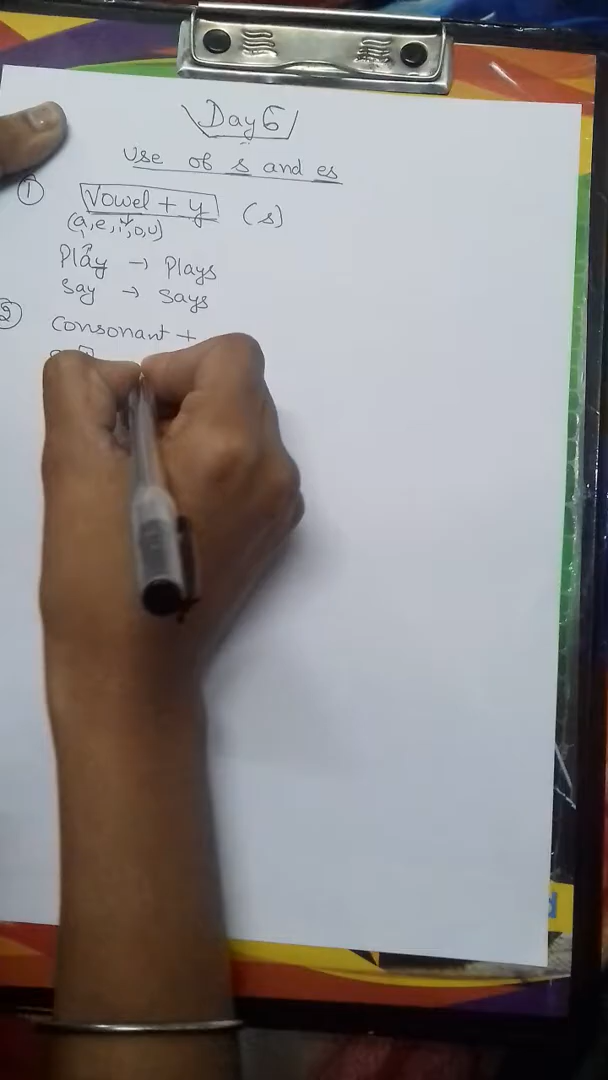 Day 6
Use of s and es
① Vowel + y (s)
(a, e, i, o, u)
Play → Plays
Say → Says
② Consonant +